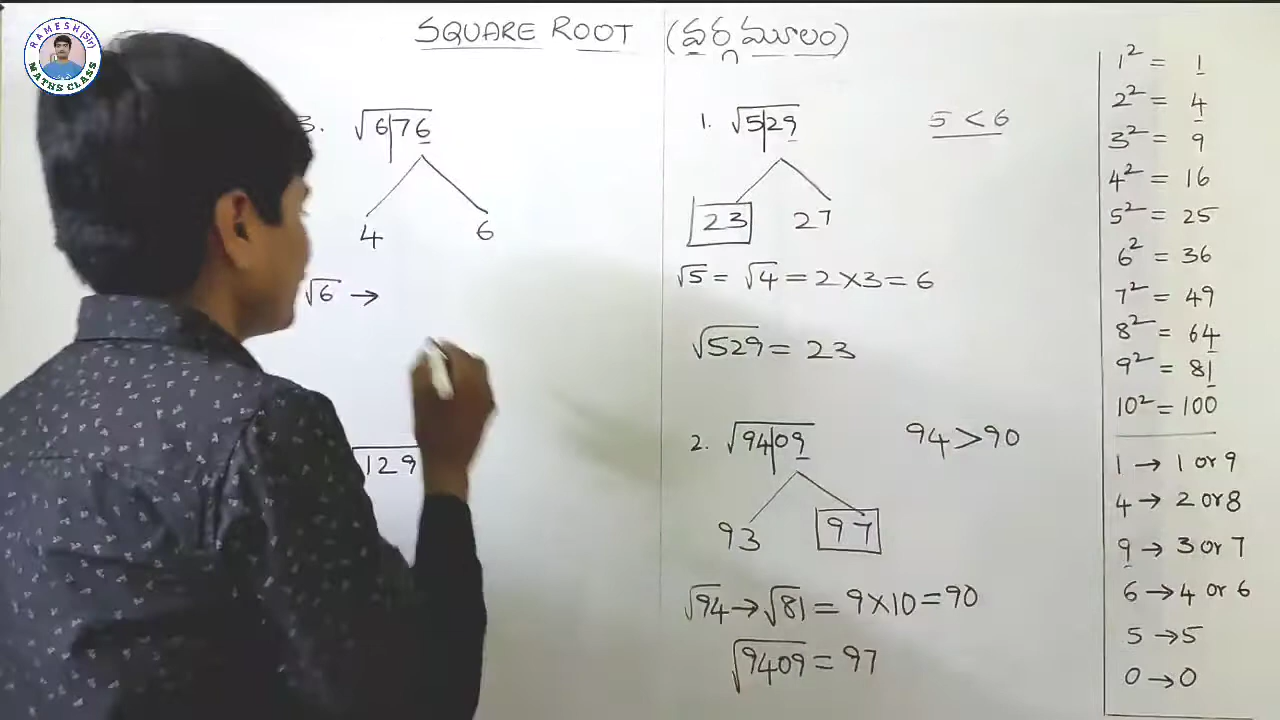 RAMESH (Sir)
MATHS CLASS
SQUARE ROOT (వర్గమూలం)
3. √6|76
4 6
√6 →
129
1. √5|29 5 < 6
23 27
√5 = √4 = 2×3 = 6
√529 = 23
2. √94|09 94 > 90
93 97
√94 → √81 = 9×10 = 90
√9409 = 97
1² = 1
2² = 4
3² = 9
4² = 16
5² = 25
6² = 36
7² = 49
8² = 64
9² = 81
10² = 100
1 → 1 or 9
4 → 2 or 8
9 → 3 or 7
6 → 4 or 6
5 → 5
0 → 0